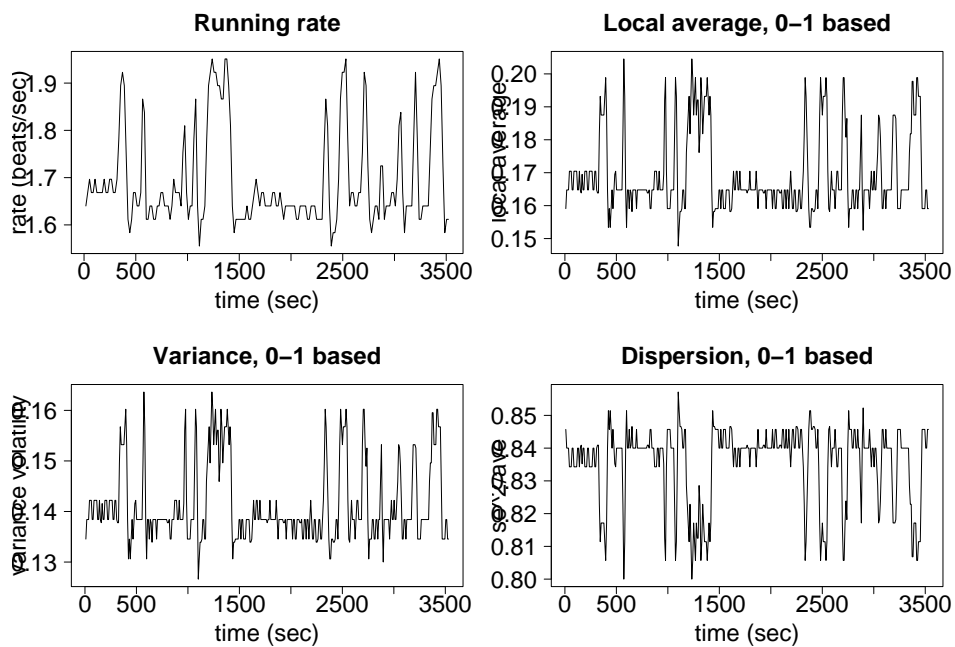 Running rate
rate (beats/sec)
1.9
1.8
1.7
1.6
0 500 1500 2500 3500
time (sec)
Local average, 0−1 based
local average
0.20
0.19
0.17
0.16
0.15
0 500 1500 2500 3500
time (sec)
Variance, 0−1 based
variance volatility
0.16
0.15
0.14
0.13
0 500 1500 2500 3500
time (sec)
Dispersion, 0−1 based
0.85
0.84
0.83
0.82
0.81
0.80
0 500 1500 2500 3500
time (sec)